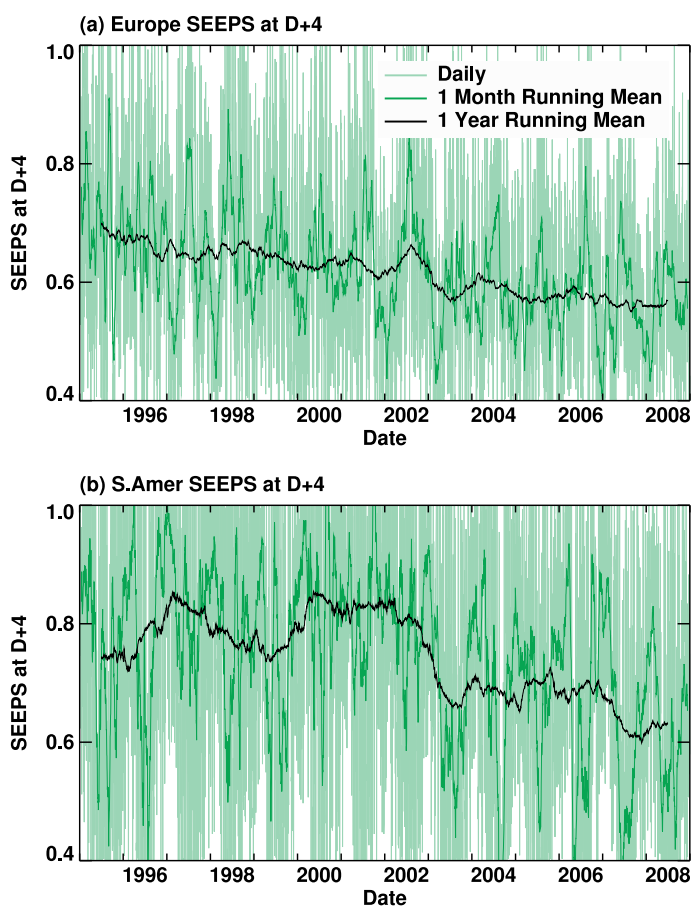 (a) Europe SEEPS at D+4
1.0
Daily
1 Month Running Mean
1 Year Running Mean
0.8
SEEPS at D+4
0.6
0.4
1996 1998 2000 2002 2004 2006 2008
Date
(b) S.Amer SEEPS at D+4
1.0
0.8
SEEPS at D+4
0.6
0.4
1996 1998 2000 2002 2004 2006 2008
Date